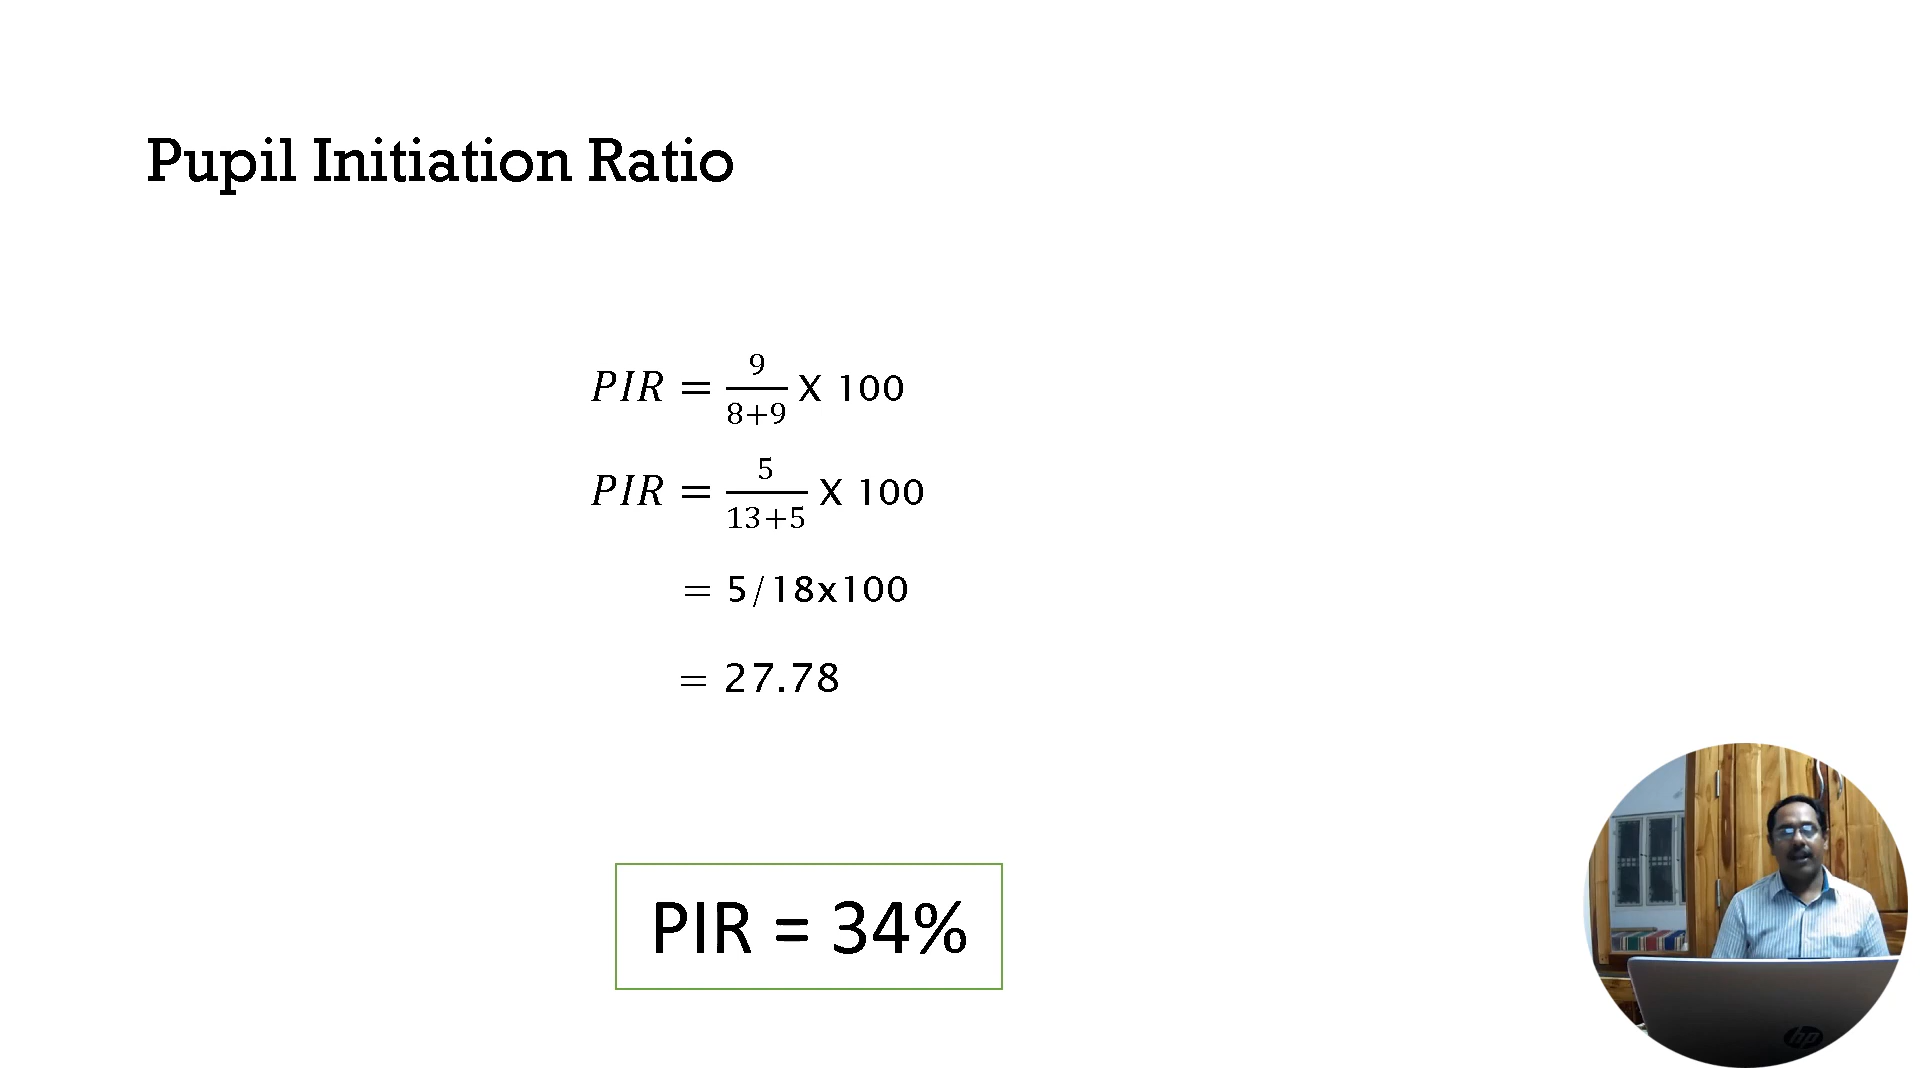 Pupil Initiation Ratio
PIR = 9/8+9 X 100
PIR = 5/13+5 X 100
= 5/18x100
= 27.78
PIR = 34%
hp